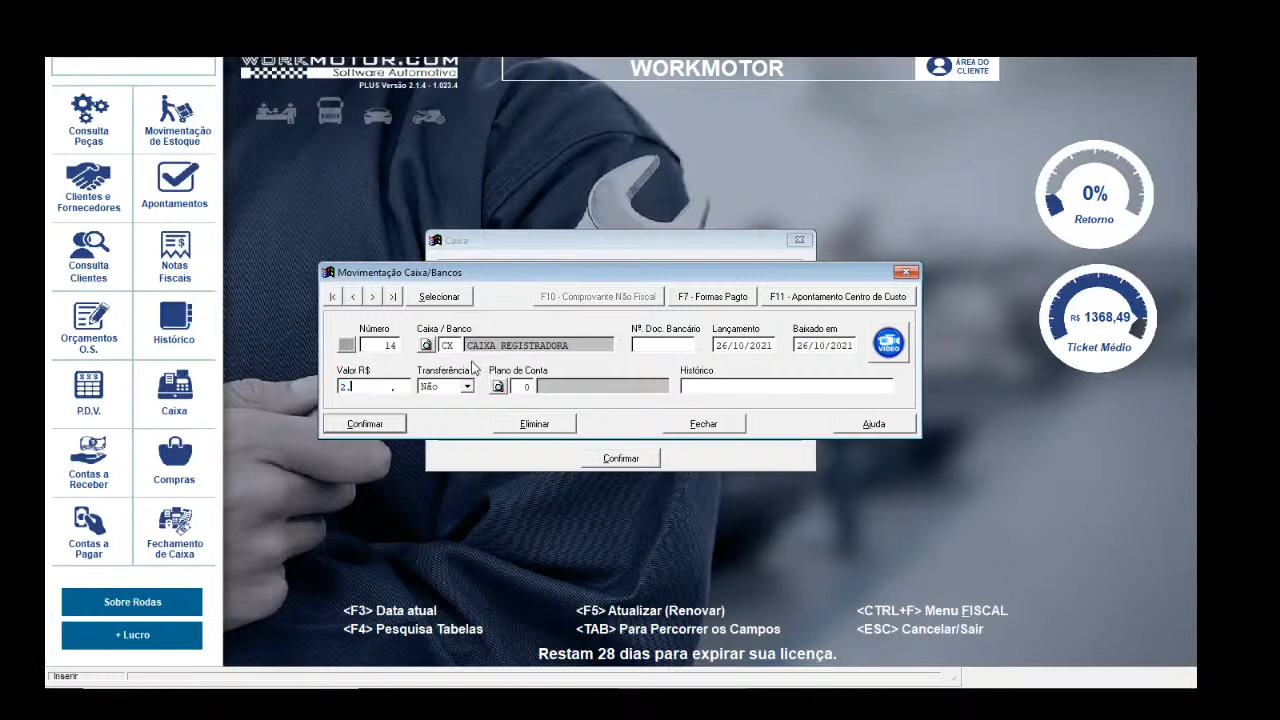 WORKMOTOR.COM
Software Automotivo
PLUS Versão 2.1.4 - 1.023.4
WORKMOTOR
ÁREA DO
CLIENTE
Consulta
Peças
Movimentação
de Estoque
Clientes e
Fornecedores
Apontamentos
Consulta
Clientes
Notas
Fiscais
Orçamentos
O.S.
Histórico
P.D.V.
Caixa
Contas a
Receber
Compras
Contas a
Pagar
Fechamento
de Caixa
Sobre Rodas
+ Lucro
0%
Retorno
R$ 1368,49
Ticket Médio
Caixa
Movimentação Caixa/Bancos
Selecionar
F10 - Comprovante Não Fiscal
F7 - Formas Pagto
F11 - Apontamento Centro de Custo
Número
Caixa / Banco
Nº. Doc. Bancário
Lançamento
Baixado em
14
CX
CAIXA REGISTRADORA
26/10/2021
26/10/2021
VÍDEO
Valor R$
Transferência
Plano de Conta
Histórico
2. ,
Não
0
Confirmar
Eliminar
Fechar
Ajuda
Confirmar
<F3> Data atual
<F5> Atualizar (Renovar)
<CTRL+F> Menu FISCAL
<F4> Pesquisa Tabelas
<TAB> Para Percorrer os Campos
<ESC> Cancelar/Sair
Restam 28 dias para expirar sua licença.
Inserir